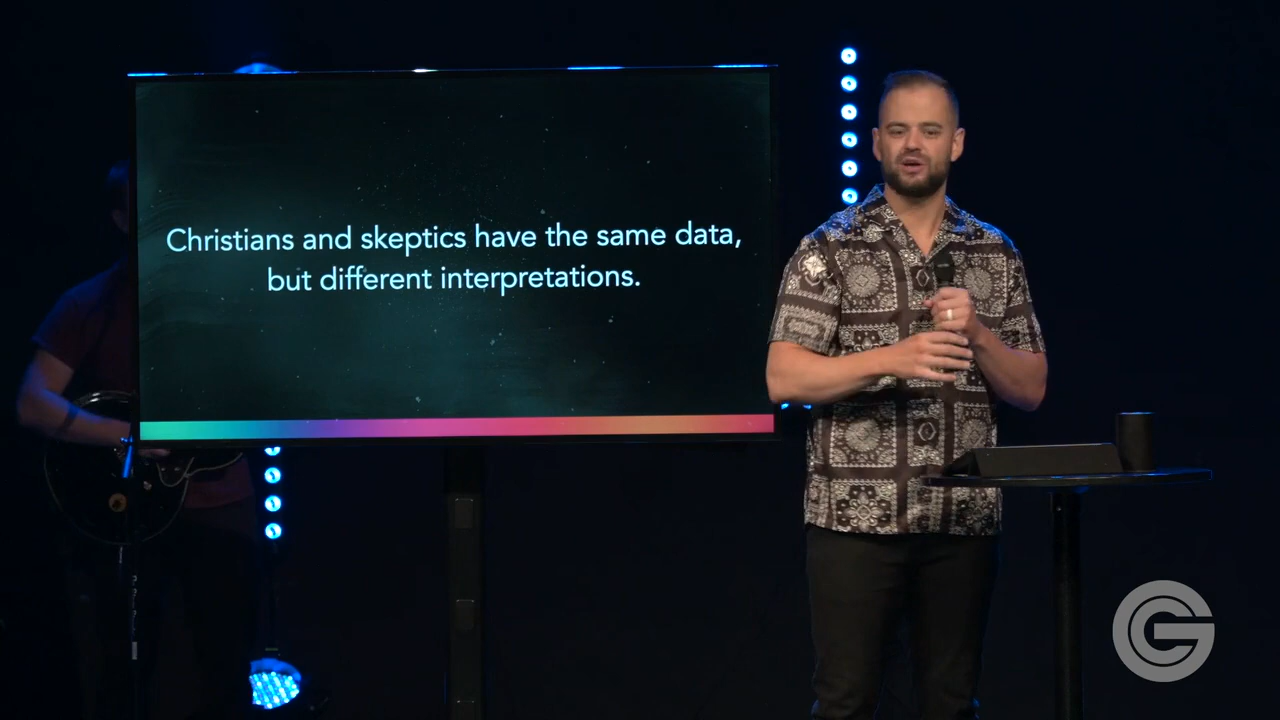 Christians and skeptics have the same data,
but different interpretations.